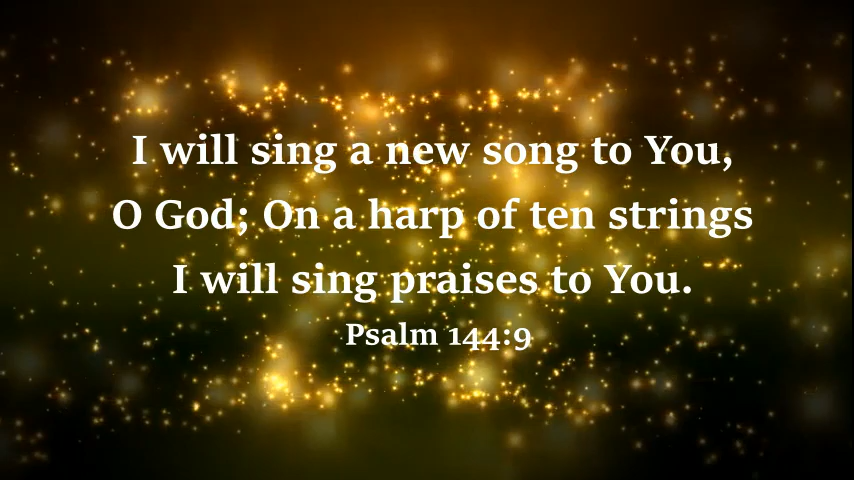 I will sing a new song to You,
O God; On a harp of ten strings
I will sing praises to You.
Psalm 144:9